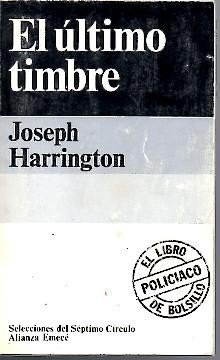 El último
timbre
Joseph
Harrington
EL LIBRO
POLICIACO
DE BOLSILLO
Selecciones del Séptimo Círculo
Alianza Emecé